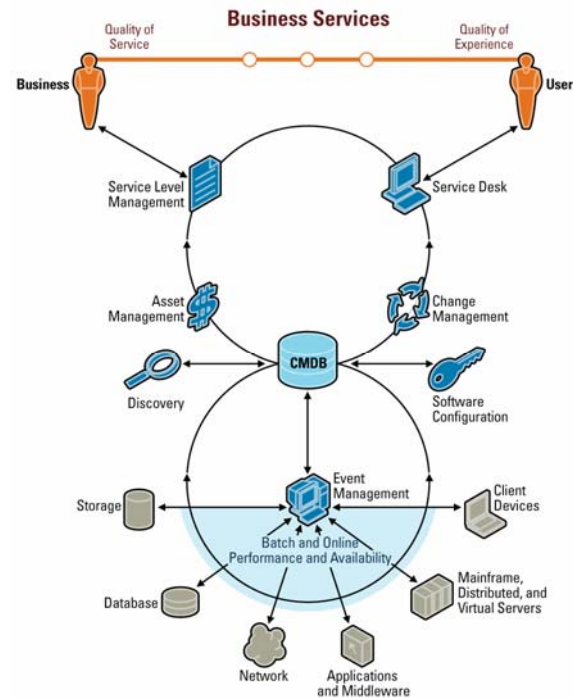 Business Services
Quality of
Service
Quality of
Experience
Business
User
Service Level
Management
Service Desk
Asset
Management
Change
Management
CMDB
Discovery
Software
Configuration
Event
Management
Storage
Client
Devices
Batch and Online
Performance and Availability
Database
Mainframe,
Distributed, and
Virtual Servers
Network
Applications
and Middleware